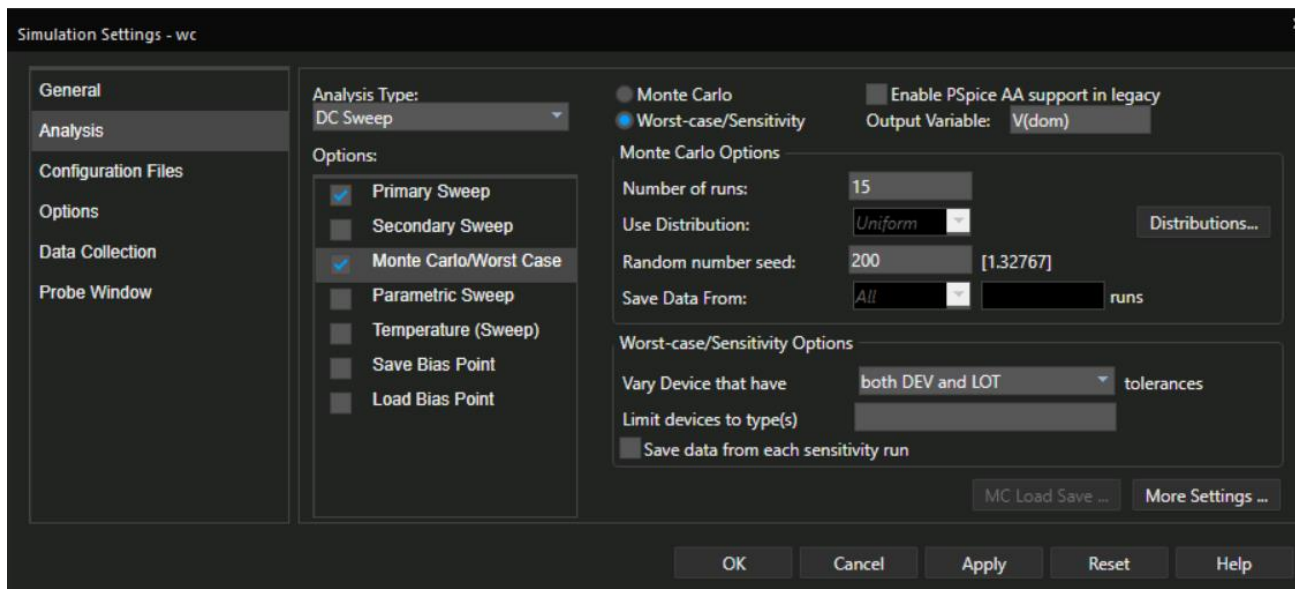 Simulation Settings - wc
General
Analysis
Configuration Files
Options
Data Collection
Probe Window
Analysis Type:
DC Sweep
Options:
Primary Sweep
Secondary Sweep
Monte Carlo/Worst Case
Parametric Sweep
Temperature (Sweep)
Save Bias Point
Load Bias Point
Monte Carlo
Worst-case/Sensitivity
Enable PSpice AA support in legacy
Output Variable: V(dom)
Monte Carlo Options
Number of runs: 15
Use Distribution: Uniform Distributions...
Random number seed: 200 [1.32767]
Save Data From: All runs
Worst-case/Sensitivity Options
Vary Device that have both DEV and LOT tolerances
Limit devices to type(s)
Save data from each sensitivity run
MC Load Save ... More Settings ...
OK Cancel Apply Reset Help